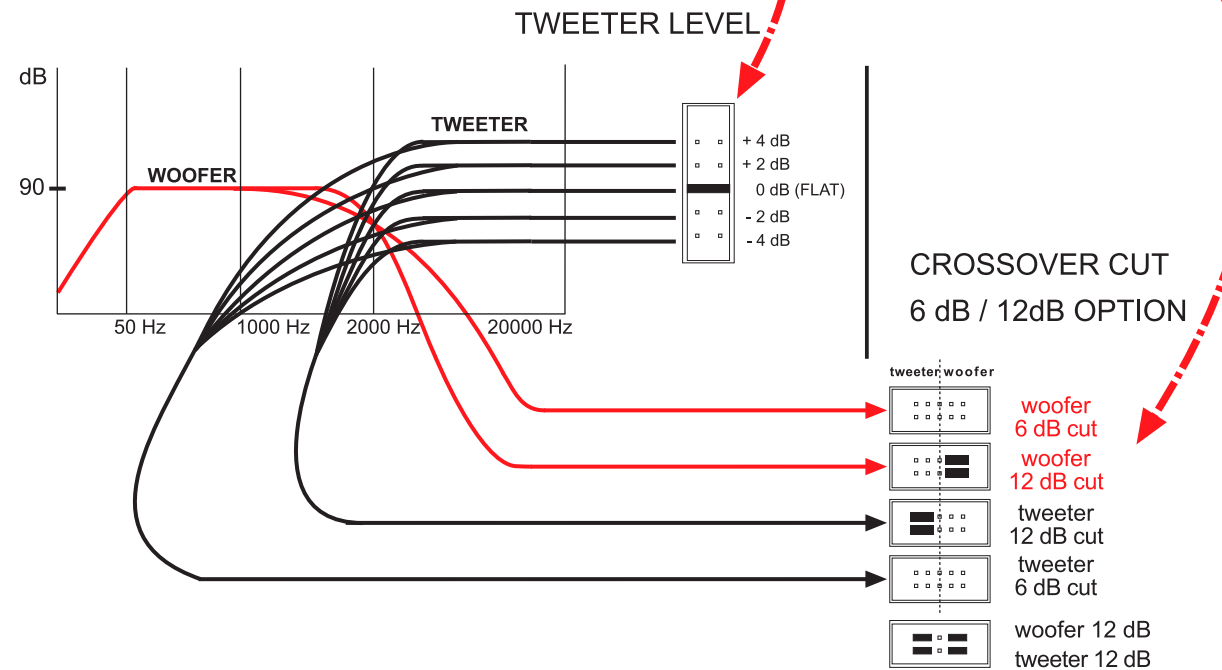 TWEETER LEVEL
dB
TWEETER
WOOFER
90
+ 4 dB
+ 2 dB
0 dB (FLAT)
- 2 dB
- 4 dB
50 Hz
1000 Hz
2000 Hz
20000 Hz
CROSSOVER CUT
6 dB / 12dB OPTION
tweeter woofer
woofer
6 dB cut
woofer
12 dB cut
tweeter
12 dB cut
tweeter
6 dB cut
woofer 12 dB
tweeter 12 dB